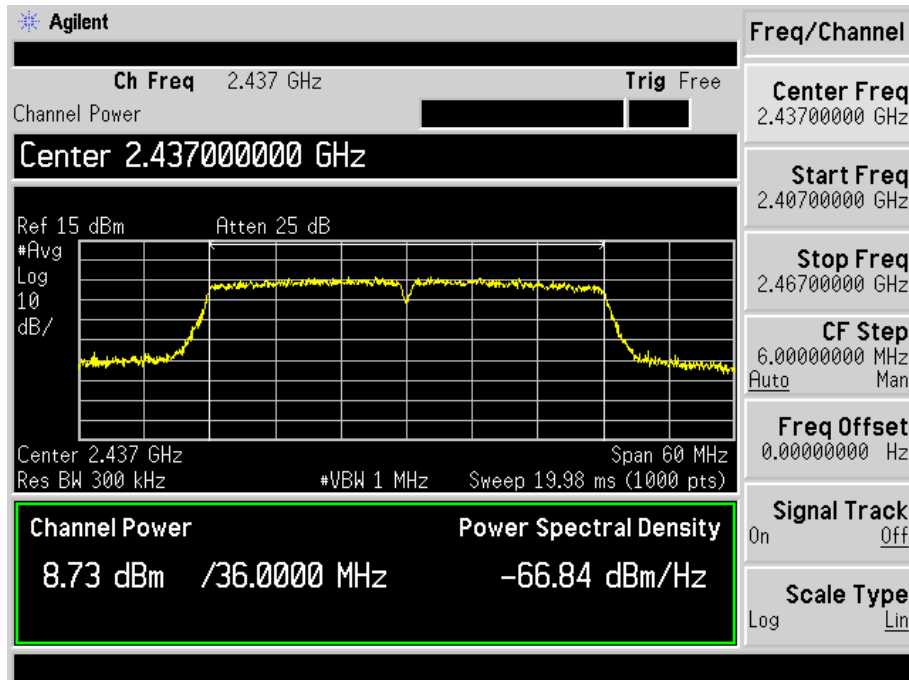 Agilent
Freq/Channel
Ch Freq 2.437 GHz Trig Free
Channel Power
Center 2.437000000 GHz
Ref 15 dBm Atten 25 dB
#Avg
Log
10
dB/
Center 2.437 GHz Span 60 MHz
Res BW 300 kHz #VBW 1 MHz Sweep 19.98 ms (1000 pts)
Channel Power Power Spectral Density
8.73 dBm /36.0000 MHz -66.84 dBm/Hz
Center Freq
2.43700000 GHz
Start Freq
2.40700000 GHz
Stop Freq
2.46700000 GHz
CF Step
6.00000000 MHz
Auto Man
Freq Offset
0.00000000 Hz
Signal Track
On Off
Scale Type
Log Lin